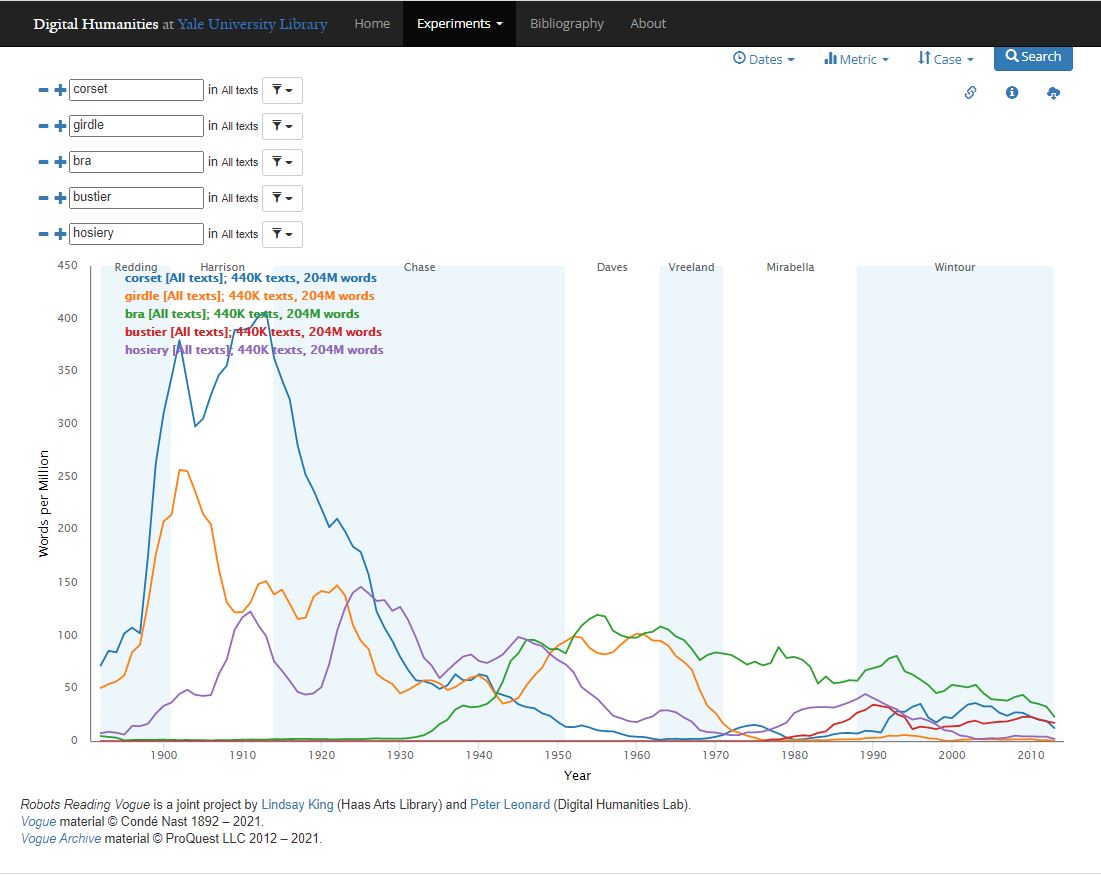 Digital Humanities at Yale University Library Home Experiments Bibliography About
Dates Metric Case Search
corset in All texts
girdle in All texts
bra in All texts
bustier in All texts
hosiery in All texts
Redding Harrison Chase Daves Vreeland Mirabella Wintour
corset [All texts]; 440K texts, 204M words
girdle [All texts]; 440K texts, 204M words
bra [All texts]; 440K texts, 204M words
bustier [All texts]; 440K texts, 204M words
hosiery [All texts]; 440K texts, 204M words
450
400
350
300
250
200
150
100
50
0
Words per Million
1900 1910 1920 1930 1940 1950 1960 1970 1980 1990 2000 2010
Year
Robots Reading Vogue is a joint project by Lindsay King (Haas Arts Library) and Peter Leonard (Digital Humanities Lab).
Vogue material © Condé Nast 1892 – 2021.
Vogue Archive material © ProQuest LLC 2012 – 2021.